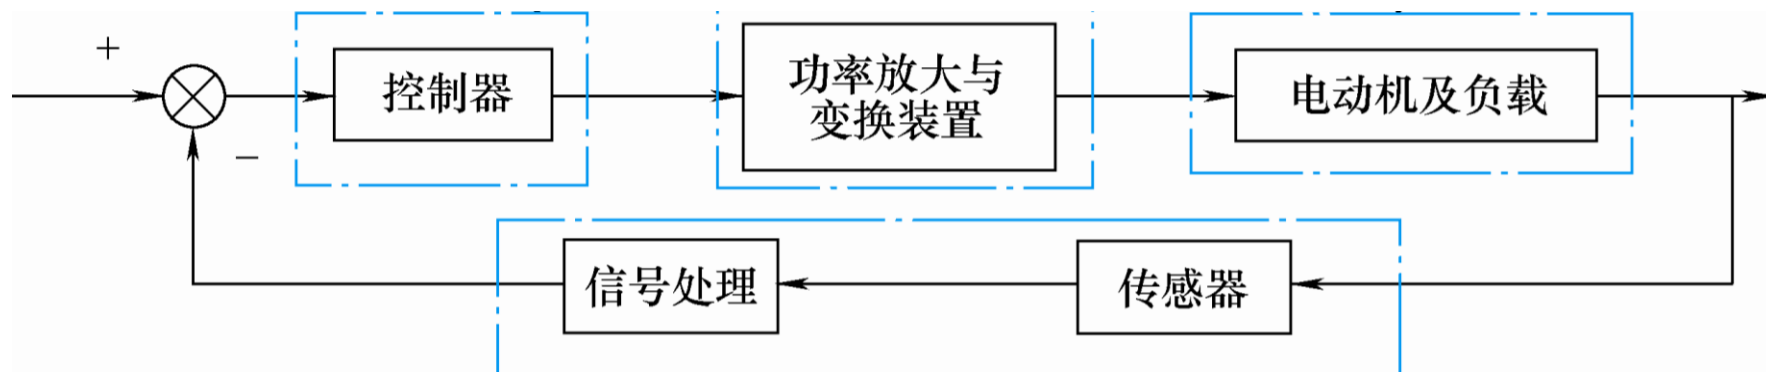 +
控制器
功率放大与
变换装置
电动机及负载
−
信号处理
传感器